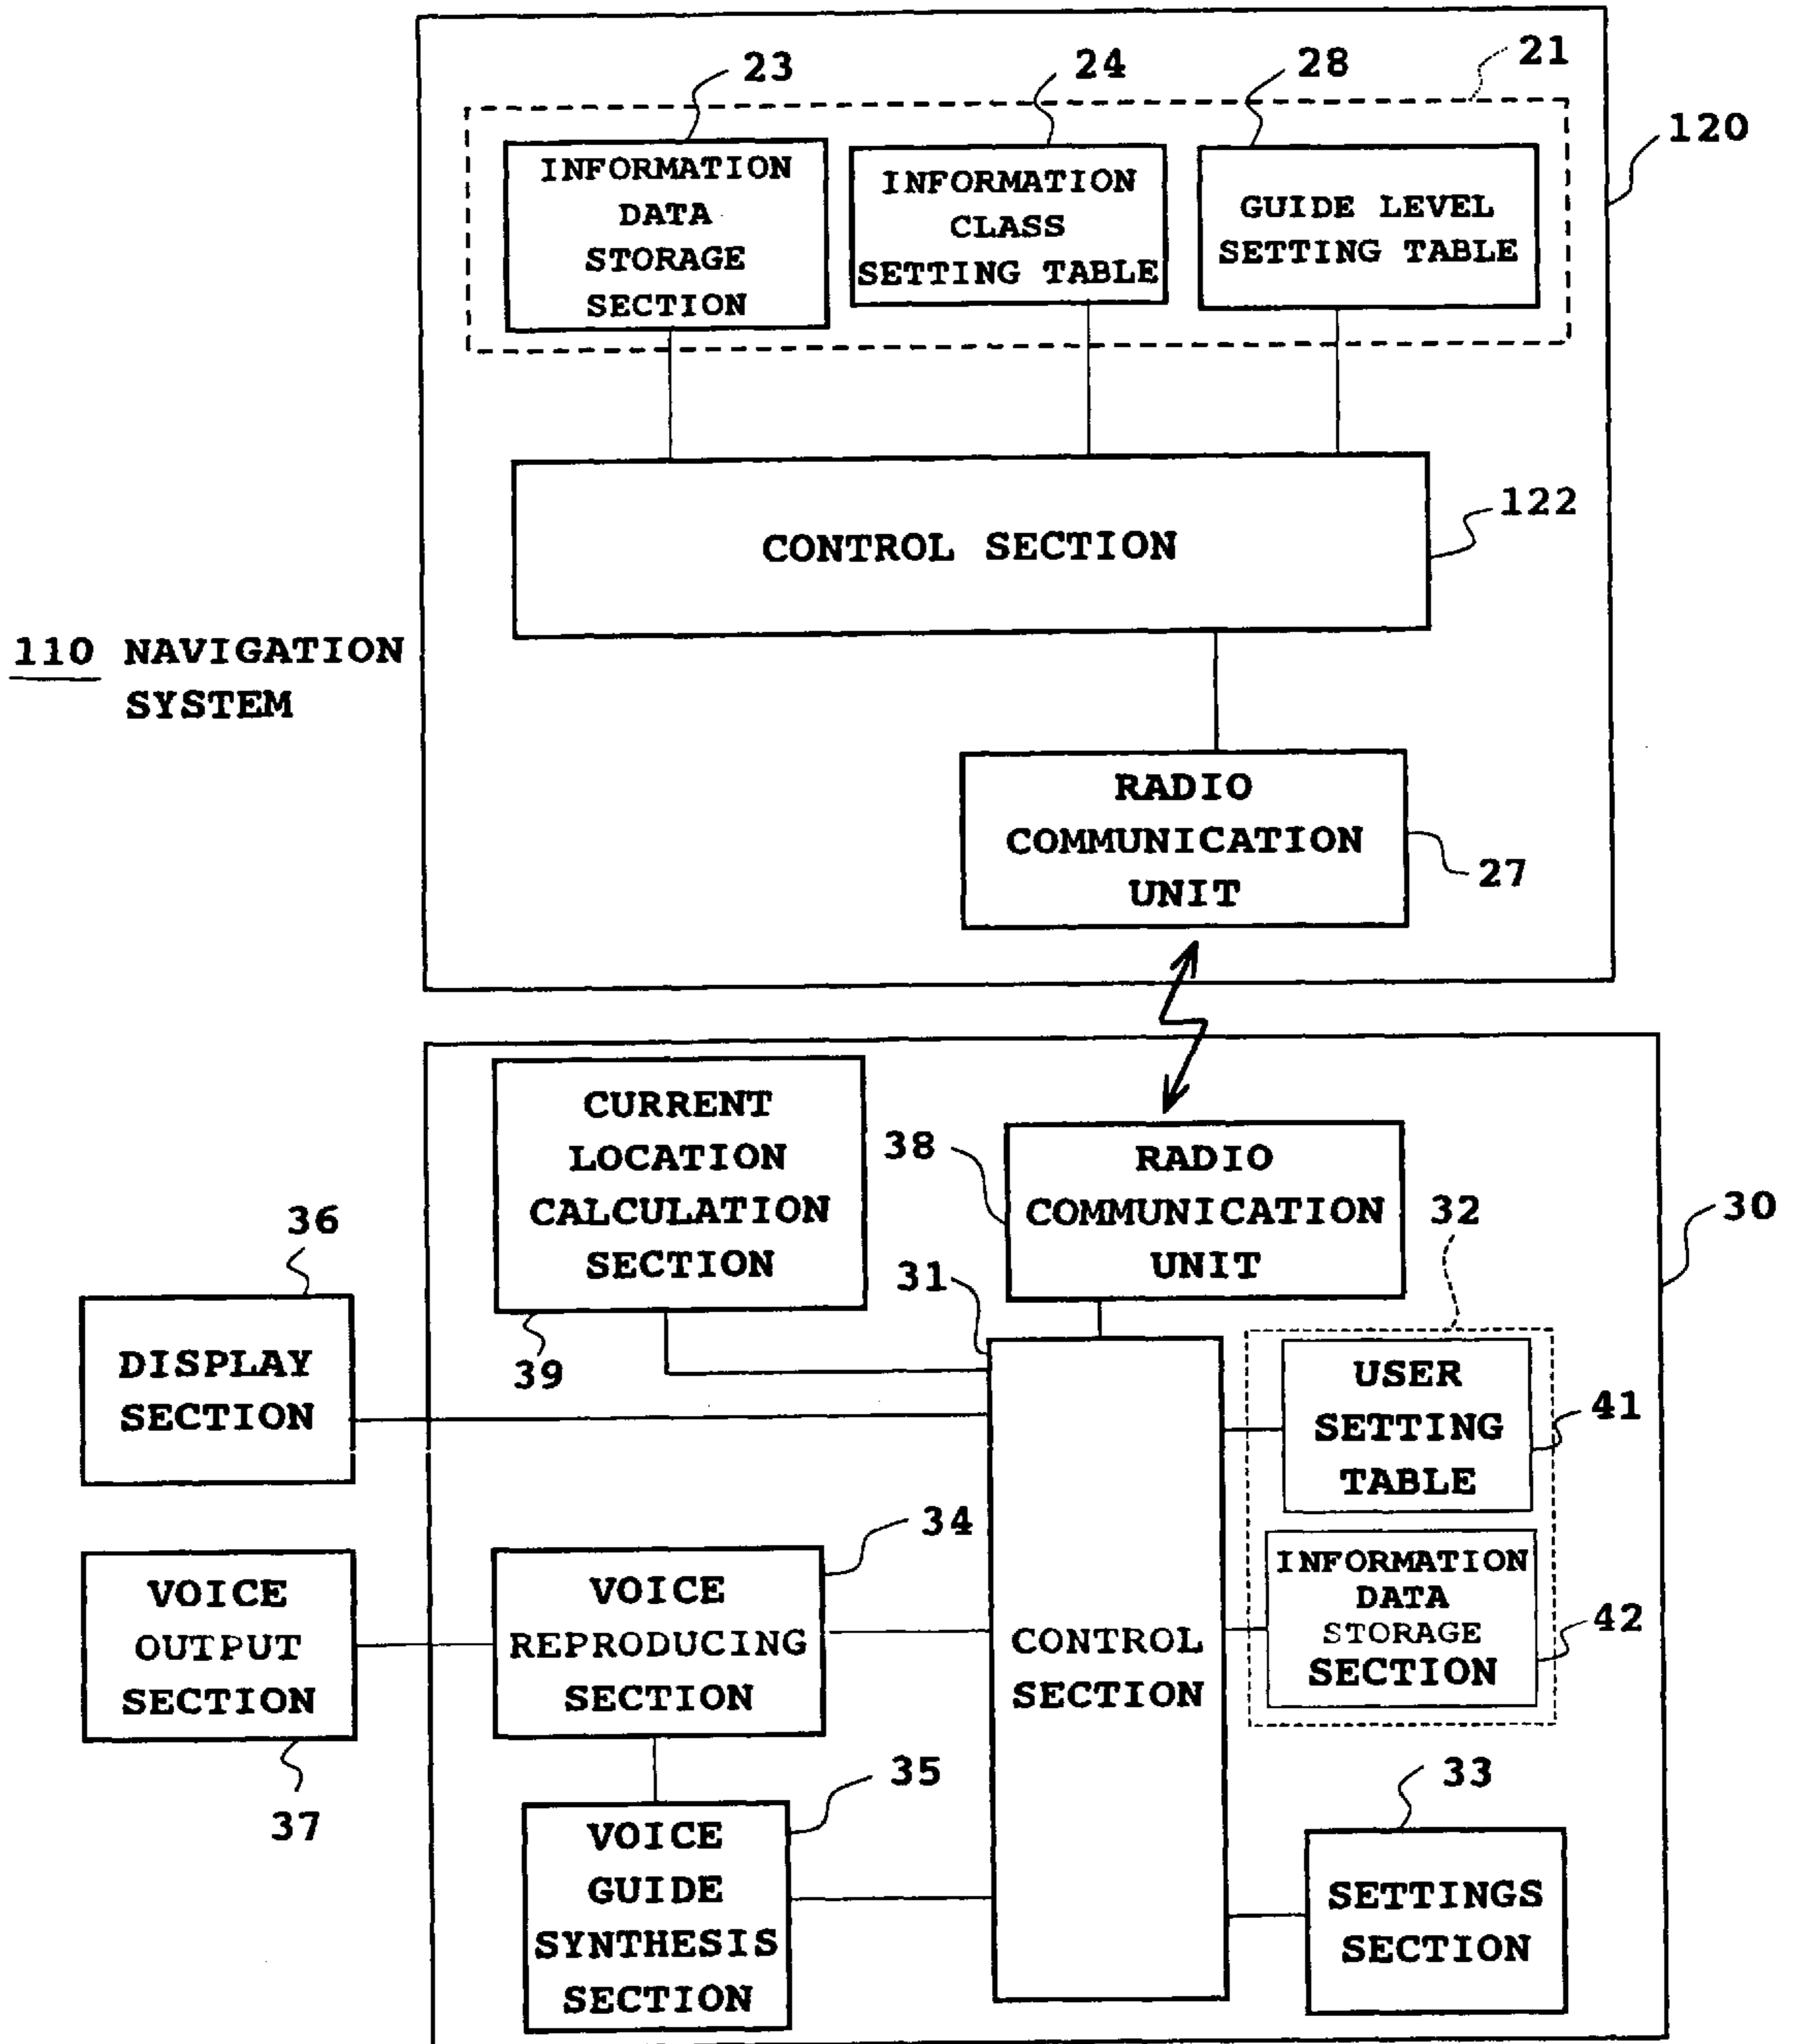 23
24
28
21
120
INFORMATION
DATA
STORAGE
SECTION
INFORMATION
CLASS
SETTING TABLE
GUIDE LEVEL
SETTING TABLE
122
CONTROL SECTION
110 NAVIGATION
SYSTEM
RADIO
COMMUNICATION
UNIT
27
CURRENT
LOCATION
CALCULATION
SECTION
39
38
RADIO
COMMUNICATION
UNIT
32
30
36
31
DISPLAY
SECTION
USER
SETTING
TABLE
41
34
VOICE
OUTPUT
SECTION
37
VOICE
REPRODUCING
SECTION
CONTROL
SECTION
INFORMATION
DATA
STORAGE
SECTION
42
35
VOICE
GUIDE
SYNTHESIS
SECTION
33
SETTINGS
SECTION